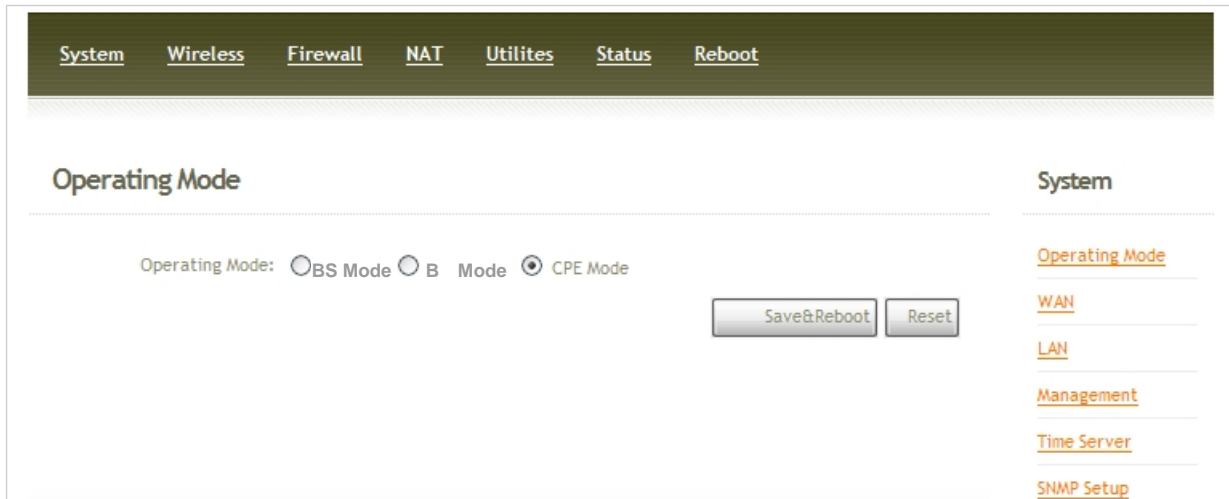 System Wireless Firewall NAT Utilites Status Reboot
Operating Mode
Operating Mode: BS Mode B Mode CPE Mode
Save&Reboot Reset
System
Operating Mode
WAN
LAN
Management
Time Server
SNMP Setup